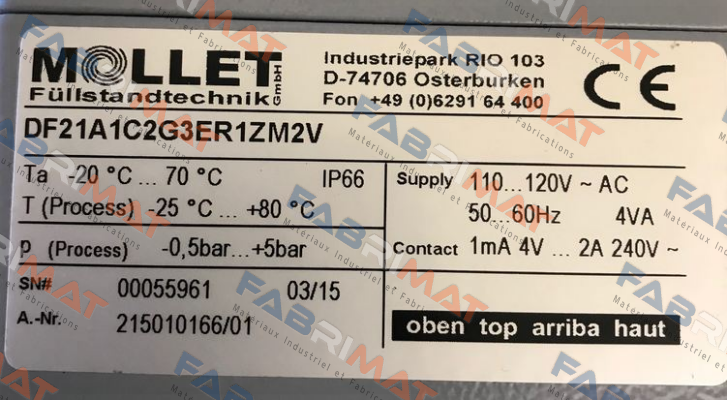 MOLLET
Füllstandtechnik GmbH
Industriepark RIO 103
D-74706 Osterburken
Fon +49 (0)6291 64 400
CE
DF21A1C2G3ER1ZM2V
Ta -20 °C ... 70 °C IP66
T (Process) -25 °C ... +80 °C
p (Process) -0,5bar...+5bar
SN# 00055961 03/15
A.-Nr. 215010166/01
Supply 110...120V ~ AC
50...60Hz 4VA
Contact 1mA 4V ... 2A 240V ~
oben top arriba haut
FABRIMAT
Matériaux Industriel et Fabrications